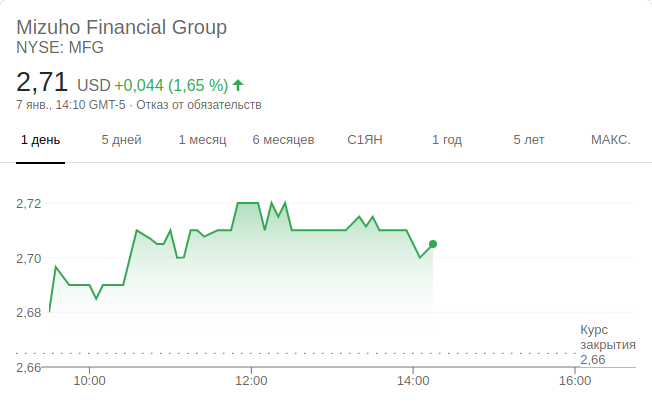 Mizuho Financial Group
NYSE: MFG
2,71 USD +0,044 (1,65 %)
7 янв., 14:10 GMT-5 · Отказ от обязательств
1 день 5 дней 1 месяц 6 месяцев С1ЯН 1 год 5 лет МАКС.
2,72
2,70
2,68
Курс
закрытия
2,66
2,66
10:00 12:00 14:00 16:00